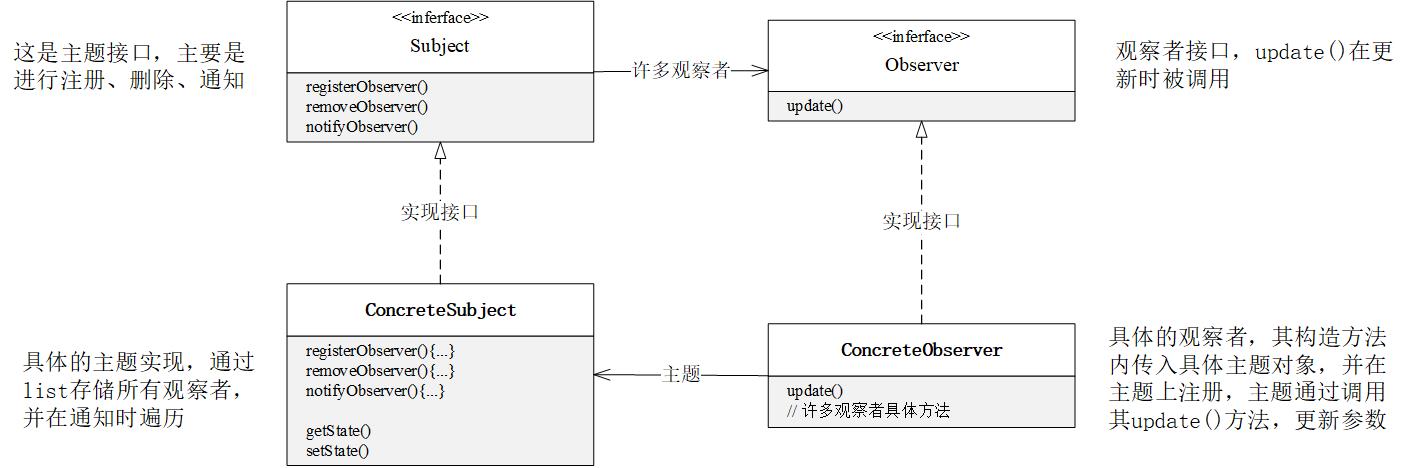 这是主题接口，主要是
进行注册、删除、通知
<<inferface>>
Subject
registerObserver()
removeObserver()
notifyObserver()
许多观察者
<<inferface>>
Observer
update()
观察者接口，update()在更
新时被调用
实现接口
实现接口
具体的主题实现，通过
list存储所有观察者，
并在通知时遍历
ConcreteSubject
registerObserver(){...}
removeObserver(){...}
notifyObserver(){...}
getState()
setState()
主题
ConcreteObserver
update()
// 许多观察者具体方法
具体的观察者，其构造方法
内传入具体主题对象，并在
主题上注册，主题通过调用
其update()方法，更新参数